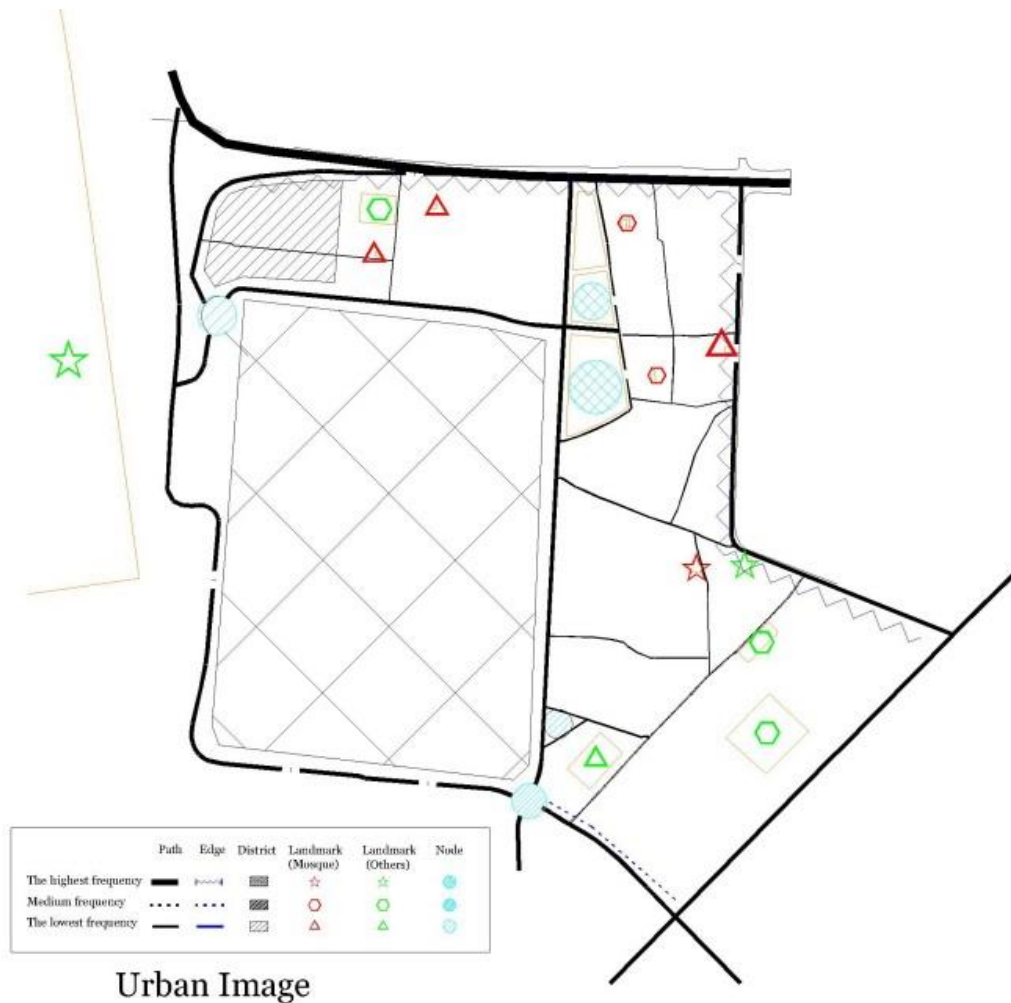 Path Edge District Landmark (Mosque) Landmark (Others) Node
The highest frequency
Medium frequency
The lowest frequency
Urban Image